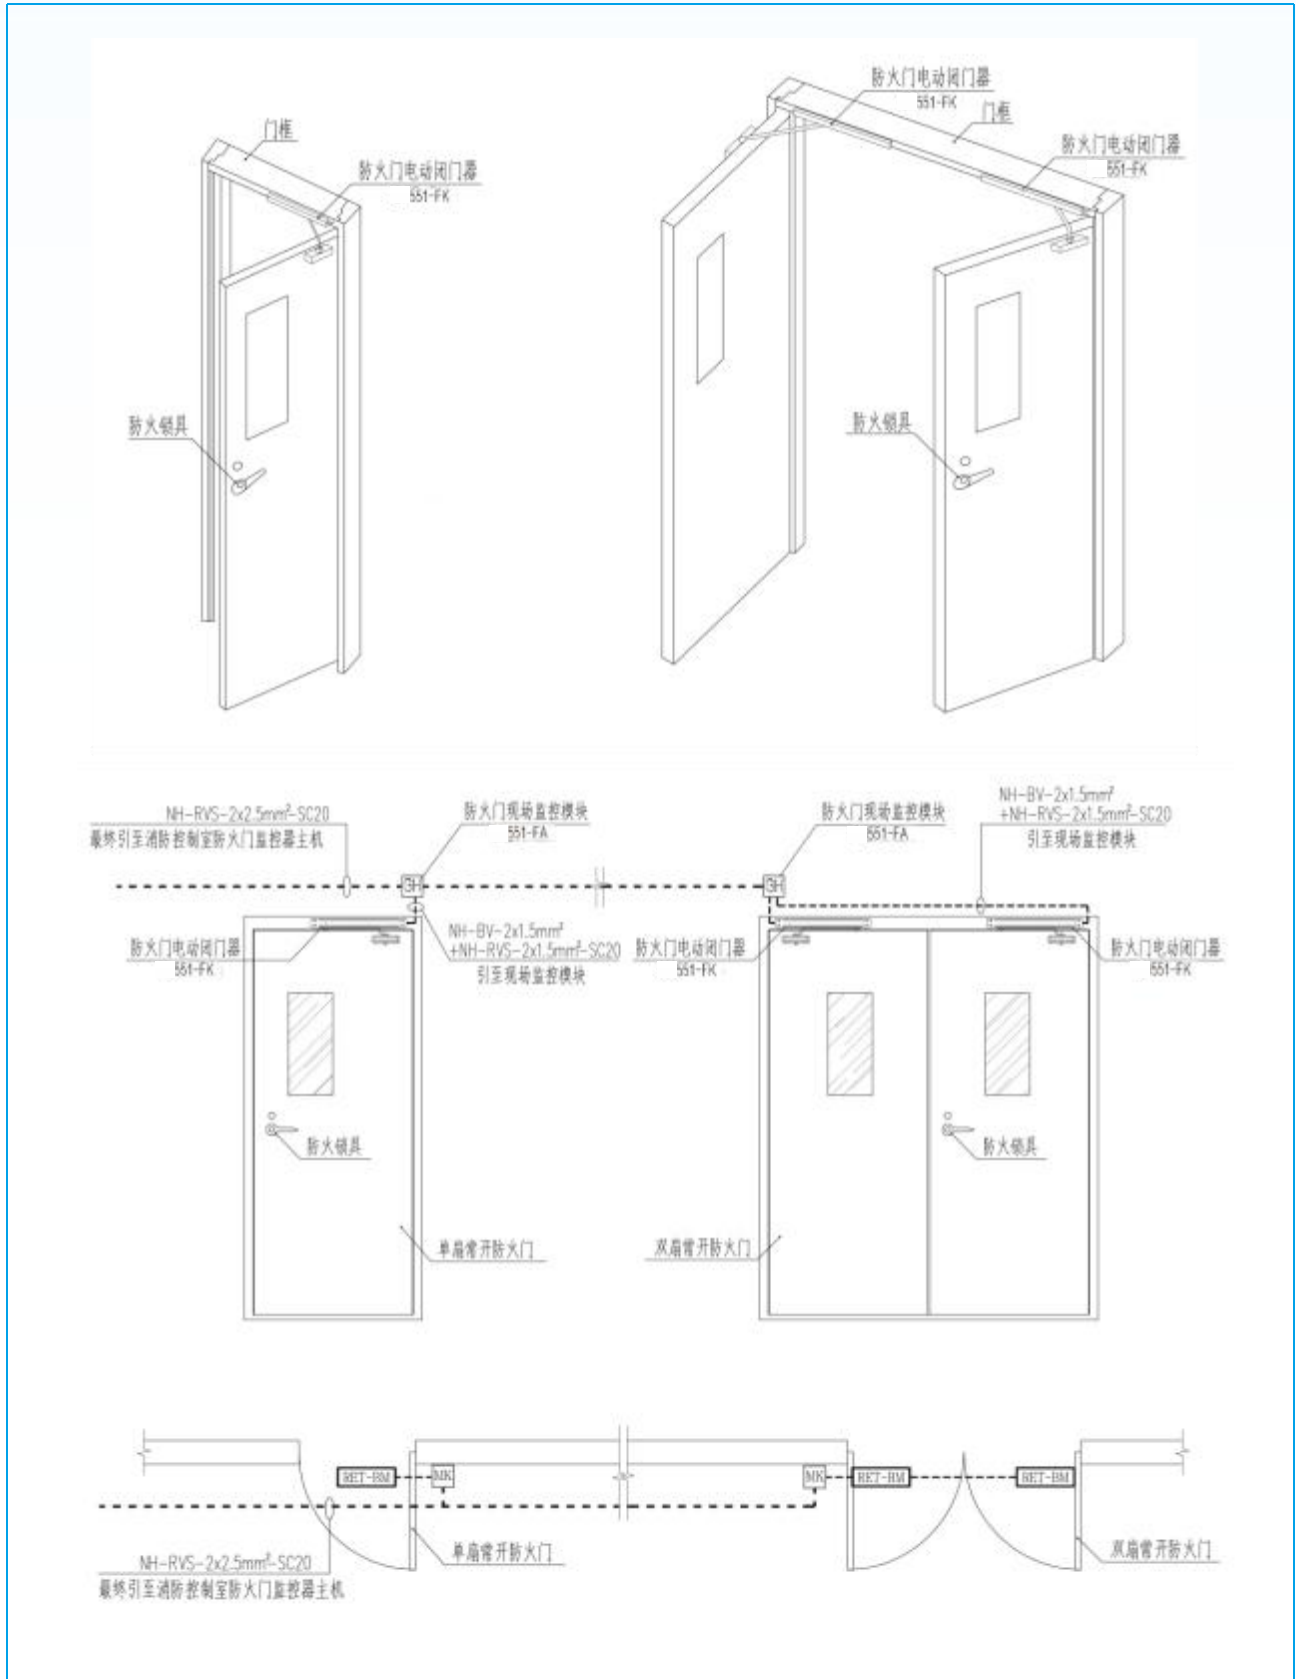 门框
防火门电动闭门器
551-FK
防火锁具
防火门电动闭门器
551-FK
门框
防火门电动闭门器
551-FK
防火锁具
NH-RVS-2x2.5mm²-SC20
最终引至消防控制室防火门监控器主机
防火门现场监控模块
551-FA
防火门现场监控模块
551-FA
NH-BV-2x1.5mm²
+NH-RVS-2x1.5mm²-SC20
引至现场监控模块
GH
GH
防火门电动闭门器
551-FK
NH-BV-2x1.5mm²
+NH-RVS-2x1.5mm²-SC20
引至现场监控模块
防火门电动闭门器
551-FK
防火门电动闭门器
551-FK
防火锁具
防火锁具
单扇常开防火门
双扇常开防火门
RET-BM
MK
MK
RET-BM
RET-BM
NH-RVS-2x2.5mm²-SC20
最终引至消防控制室防火门监控器主机
单扇常开防火门
双扇常开防火门